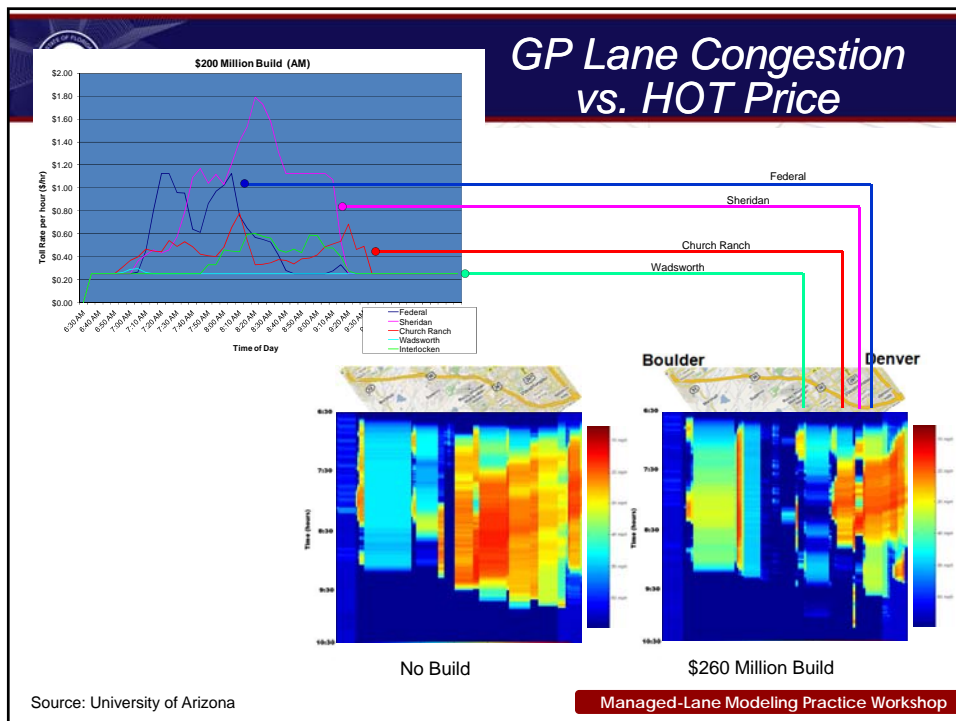 GP Lane Congestion
vs. HOT Price
STATE OF FLOR
$200 Million Build (AM)
$2.00
$1.80
$1.60
$1.40
$1.20
$1.00
$0.80
$0.60
$0.40
$0.20
$0.00
Toll Rate per hour ($/hr)
6:30 AM
6:40 AM
6:50 AM
7:00 AM
7:10 AM
7:20 AM
7:30 AM
7:40 AM
7:50 AM
8:00 AM
8:10 AM
8:20 AM
8:30 AM
8:40 AM
8:50 AM
9:00 AM
9:10 AM
9:20 AM
9:30 AM
Time of Day
Federal
Sheridan
Church Ranch
Wadsworth
Interlocken
Federal
Sheridan
Church Ranch
Wadsworth
Boulder
Denver
6:30
7:30
8:30
9:30
10:30
Time (hours)
No Build
6:30
7:30
8:30
9:30
10:30
Time (hours)
$260 Million Build
Source: University of Arizona
Managed-Lane Modeling Practice Workshop